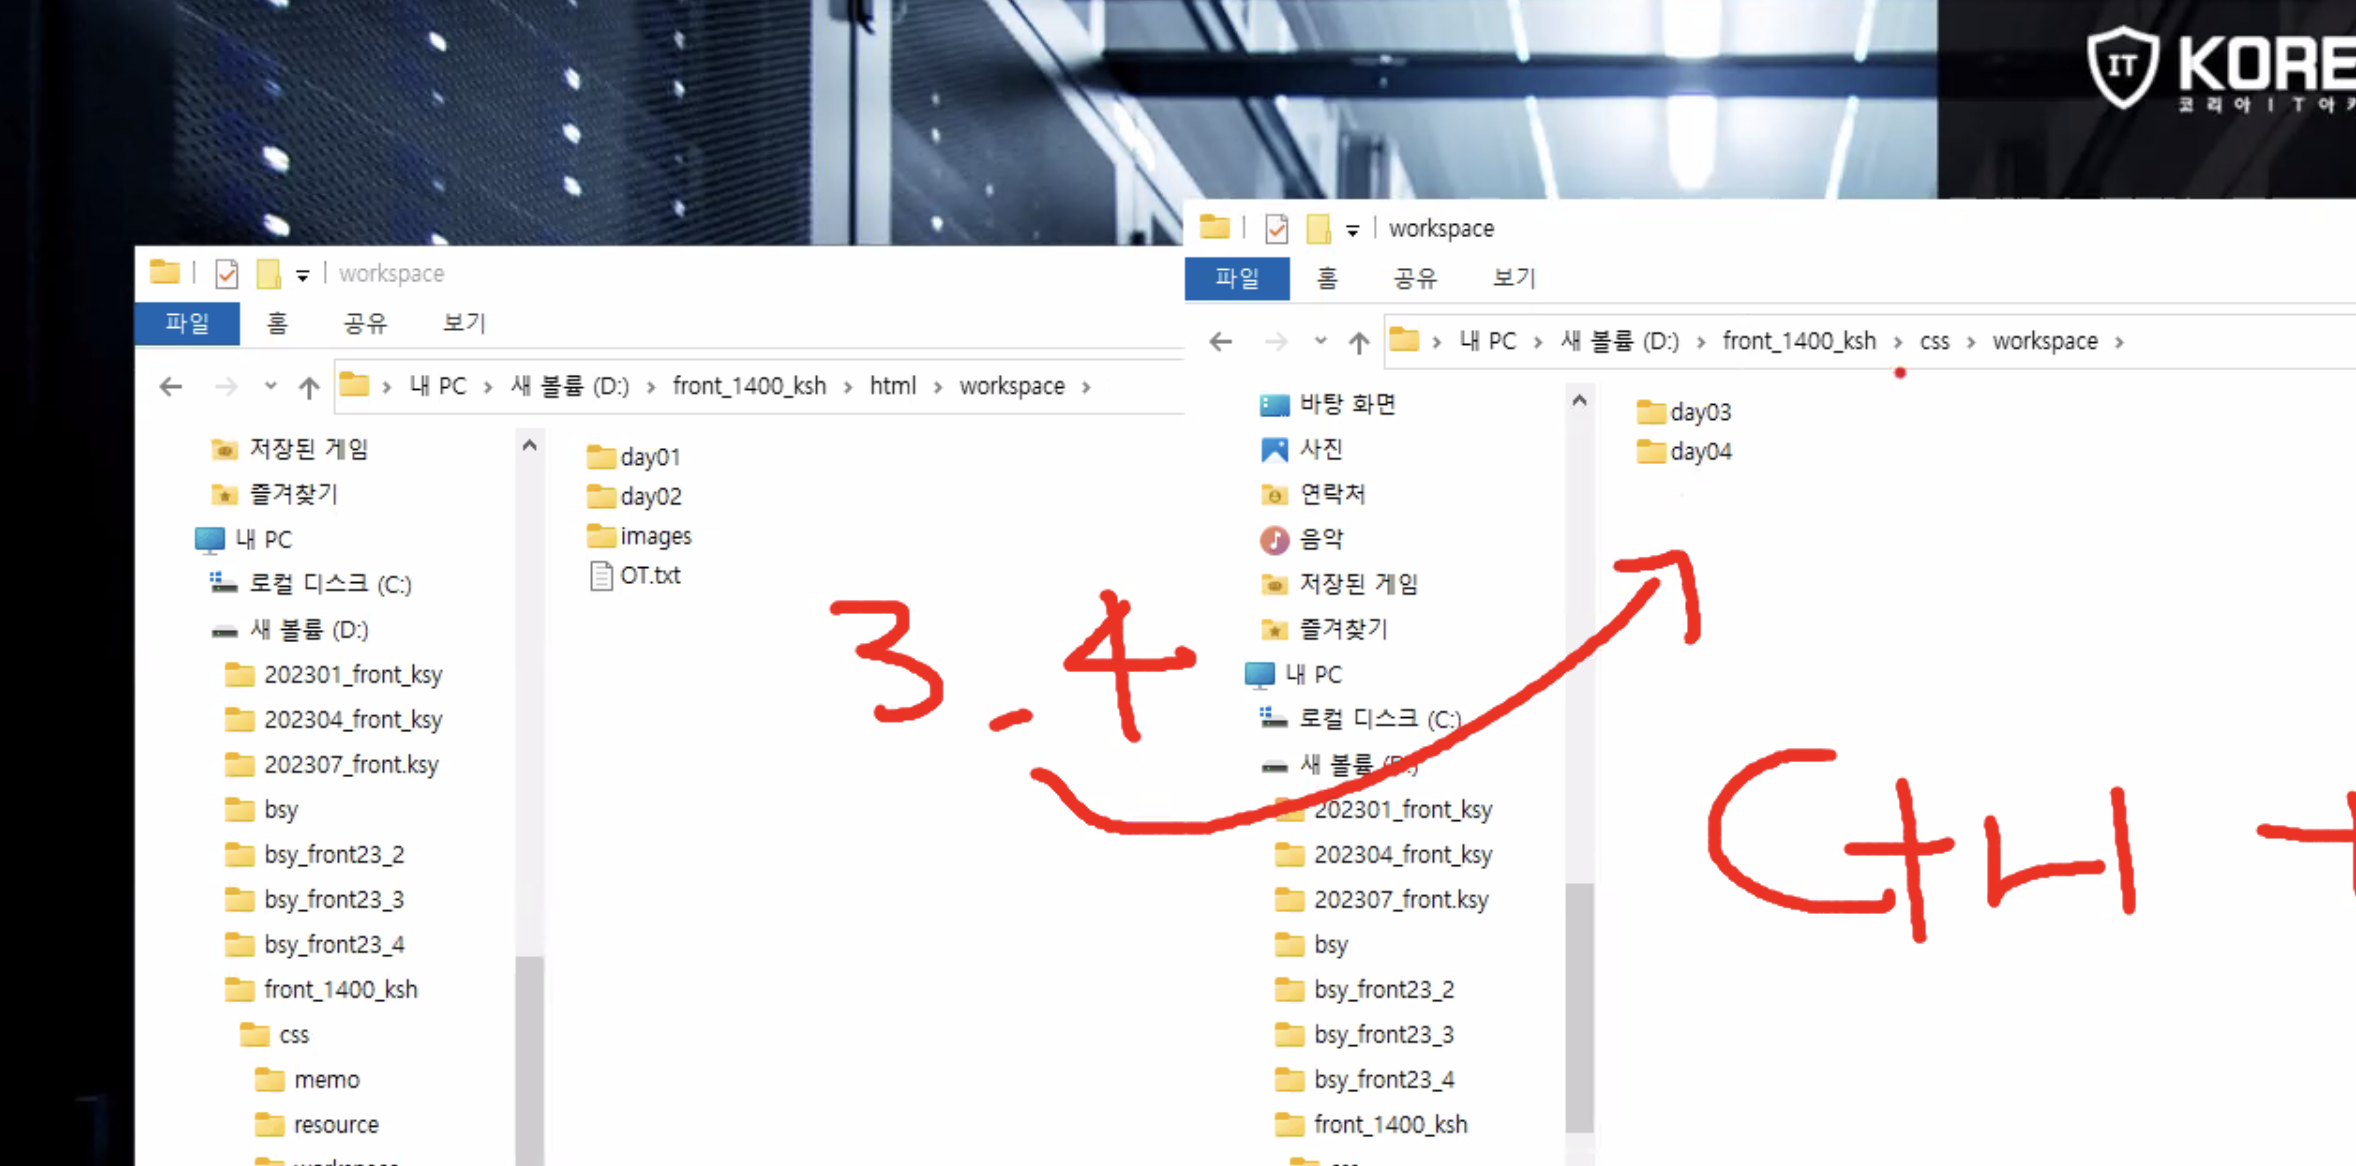 IT KORE
코리아IT아카
workspace
파일 홈 공유 보기
내 PC > 새 볼륨 (D:) > front_1400_ksh > html > workspace >
저장된 게임
즐겨찾기
내 PC
로컬 디스크 (C:)
새 볼륨 (D:)
202301_front_ksy
202304_front_ksy
202307_front.ksy
bsy
bsy_front23_2
bsy_front23_3
bsy_front23_4
front_1400_ksh
css
memo
resource
workspace
day01
day02
images
OT.txt
workspace
파일 홈 공유 보기
내 PC > 새 볼륨 (D:) > front_1400_ksh > css > workspace >
바탕 화면
사진
연락처
음악
저장된 게임
즐겨찾기
내 PC
로컬 디스크 (C:)
새 볼륨 (D:)
202301_front_ksy
202304_front_ksy
202307_front.ksy
bsy
bsy_front23_2
bsy_front23_3
bsy_front23_4
front_1400_ksh
css
day03
day04
3.4
Ctrl +